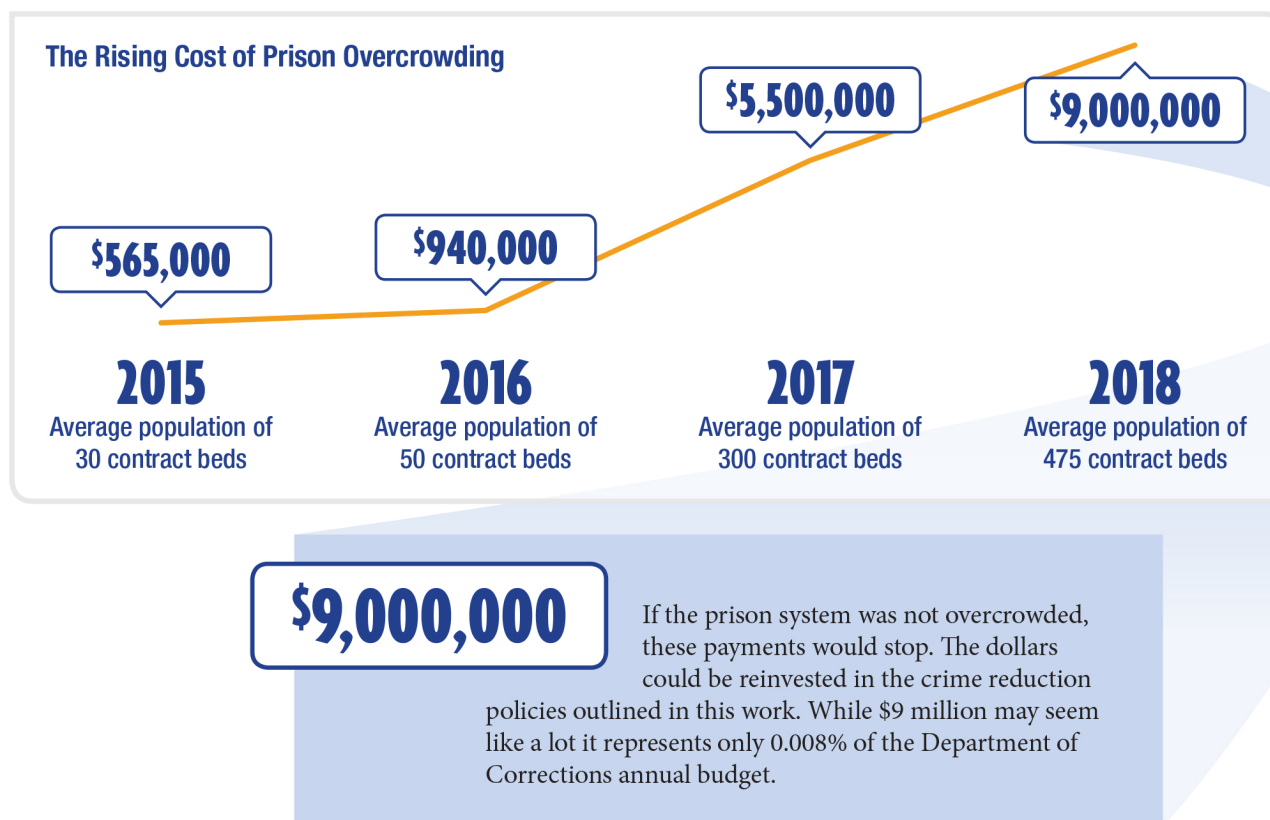 The Rising Cost of Prison Overcrowding
$565,000
$940,000
$5,500,000
$9,000,000
2015
Average population of
30 contract beds
2016
Average population of
50 contract beds
2017
Average population of
300 contract beds
2018
Average population of
475 contract beds
$9,000,000
If the prison system was not overcrowded,
these payments would stop. The dollars
could be reinvested in the crime reduction
policies outlined in this work. While $9 million may seem
like a lot it represents only 0.008% of the Department of
Corrections annual budget.